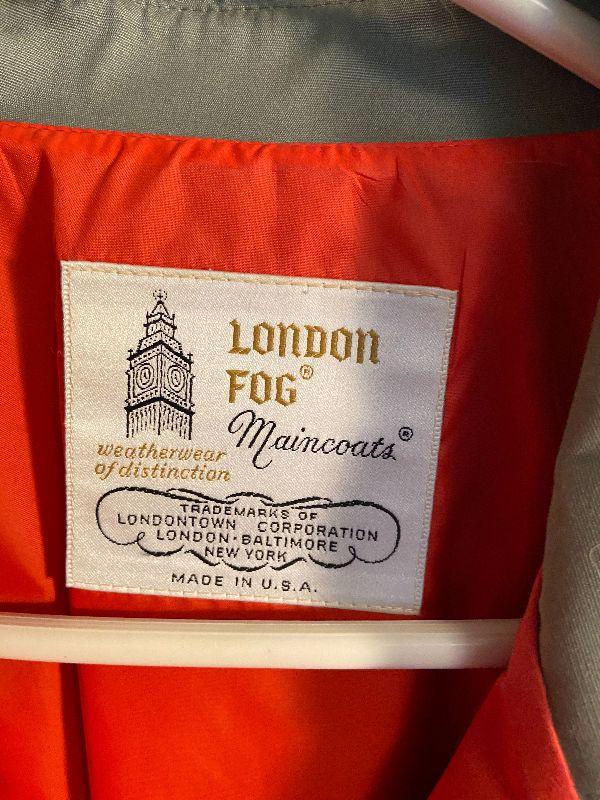 LONDON
FOG®
Maincoats®
weatherwear
of distinction
TRADEMARKS OF
LONDONTOWN CORPORATION
LONDON·BALTIMORE
NEW YORK
MADE IN U.S.A.